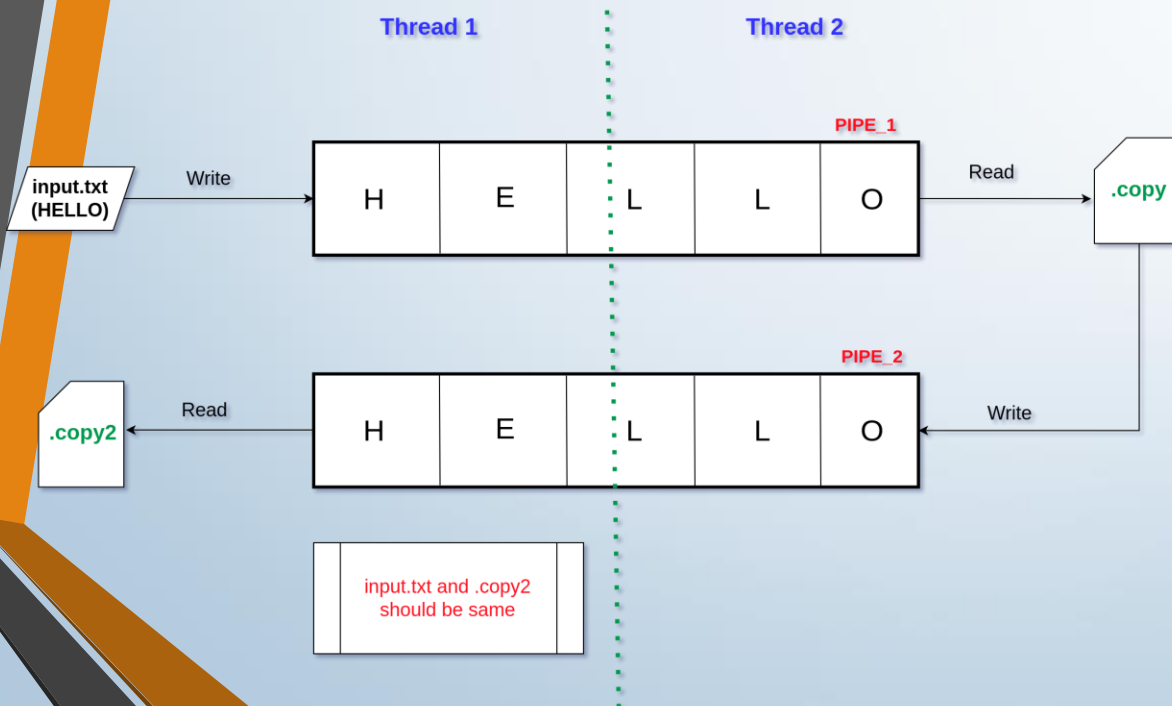 Thread 1
Thread 2
PIPE_1
input.txt
(HELLO)
Write
H E L L O
Read
.copy
PIPE_2
.copy2
Read
H E L L O
Write
input.txt and .copy2
should be same